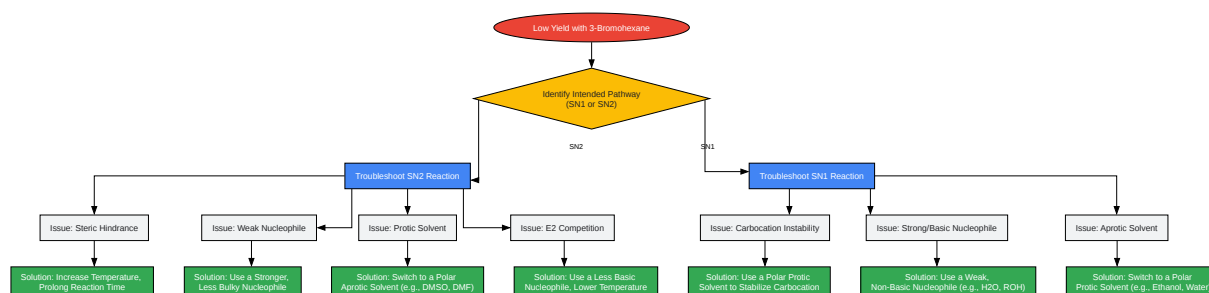 Low Yield with 3-Bromohexane
Identify Intended Pathway
(SN1 or SN2)
SN2
SN1
Troubleshoot SN2 Reaction
Troubleshoot SN1 Reaction
Issue: Steric Hindrance
Issue: Weak Nucleophile
Issue: Protic Solvent
Issue: E2 Competition
Issue: Carbocation Instability
Issue: Strong/Basic Nucleophile
Issue: Aprotic Solvent
Solution: Increase Temperature,
Prolong Reaction Time
Solution: Use a Stronger,
Less Bulky Nucleophile
Solution: Switch to a Polar
Aprotic Solvent (e.g., DMSO, DMF)
Solution: Use a Less Basic
Nucleophile, Lower Temperature
Solution: Use a Polar Protic
Solvent to Stabilize Carbocation
Solution: Use a Weak,
Non-Basic Nucleophile (e.g., H2O, ROH)
Solution: Switch to a Polar
Protic Solvent (e.g., Ethanol, Water